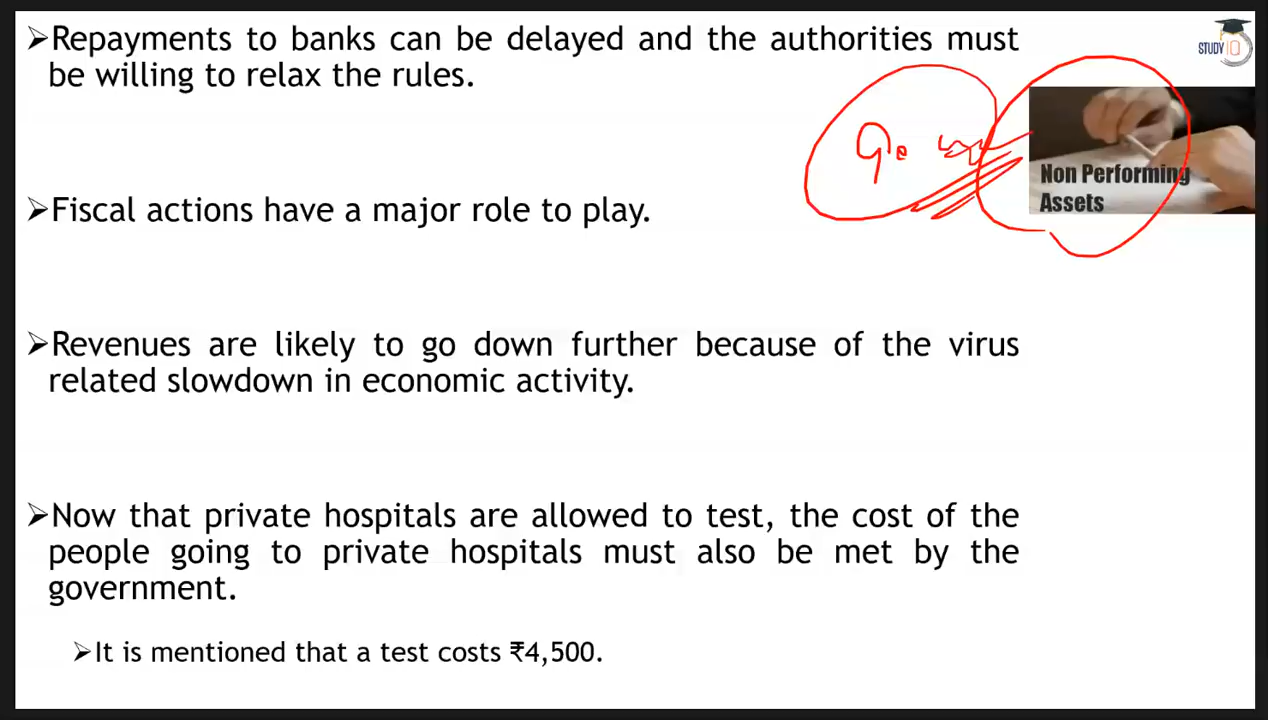 ➢Repayments to banks can be delayed and the authorities must
be willing to relax the rules.
STUDY IQ
Non Performing
Assets
➢Fiscal actions have a major role to play.
➢Revenues are likely to go down further because of the virus
related slowdown in economic activity.
➢Now that private hospitals are allowed to test, the cost of the
people going to private hospitals must also be met by the
government.
➢It is mentioned that a test costs ₹4,500.